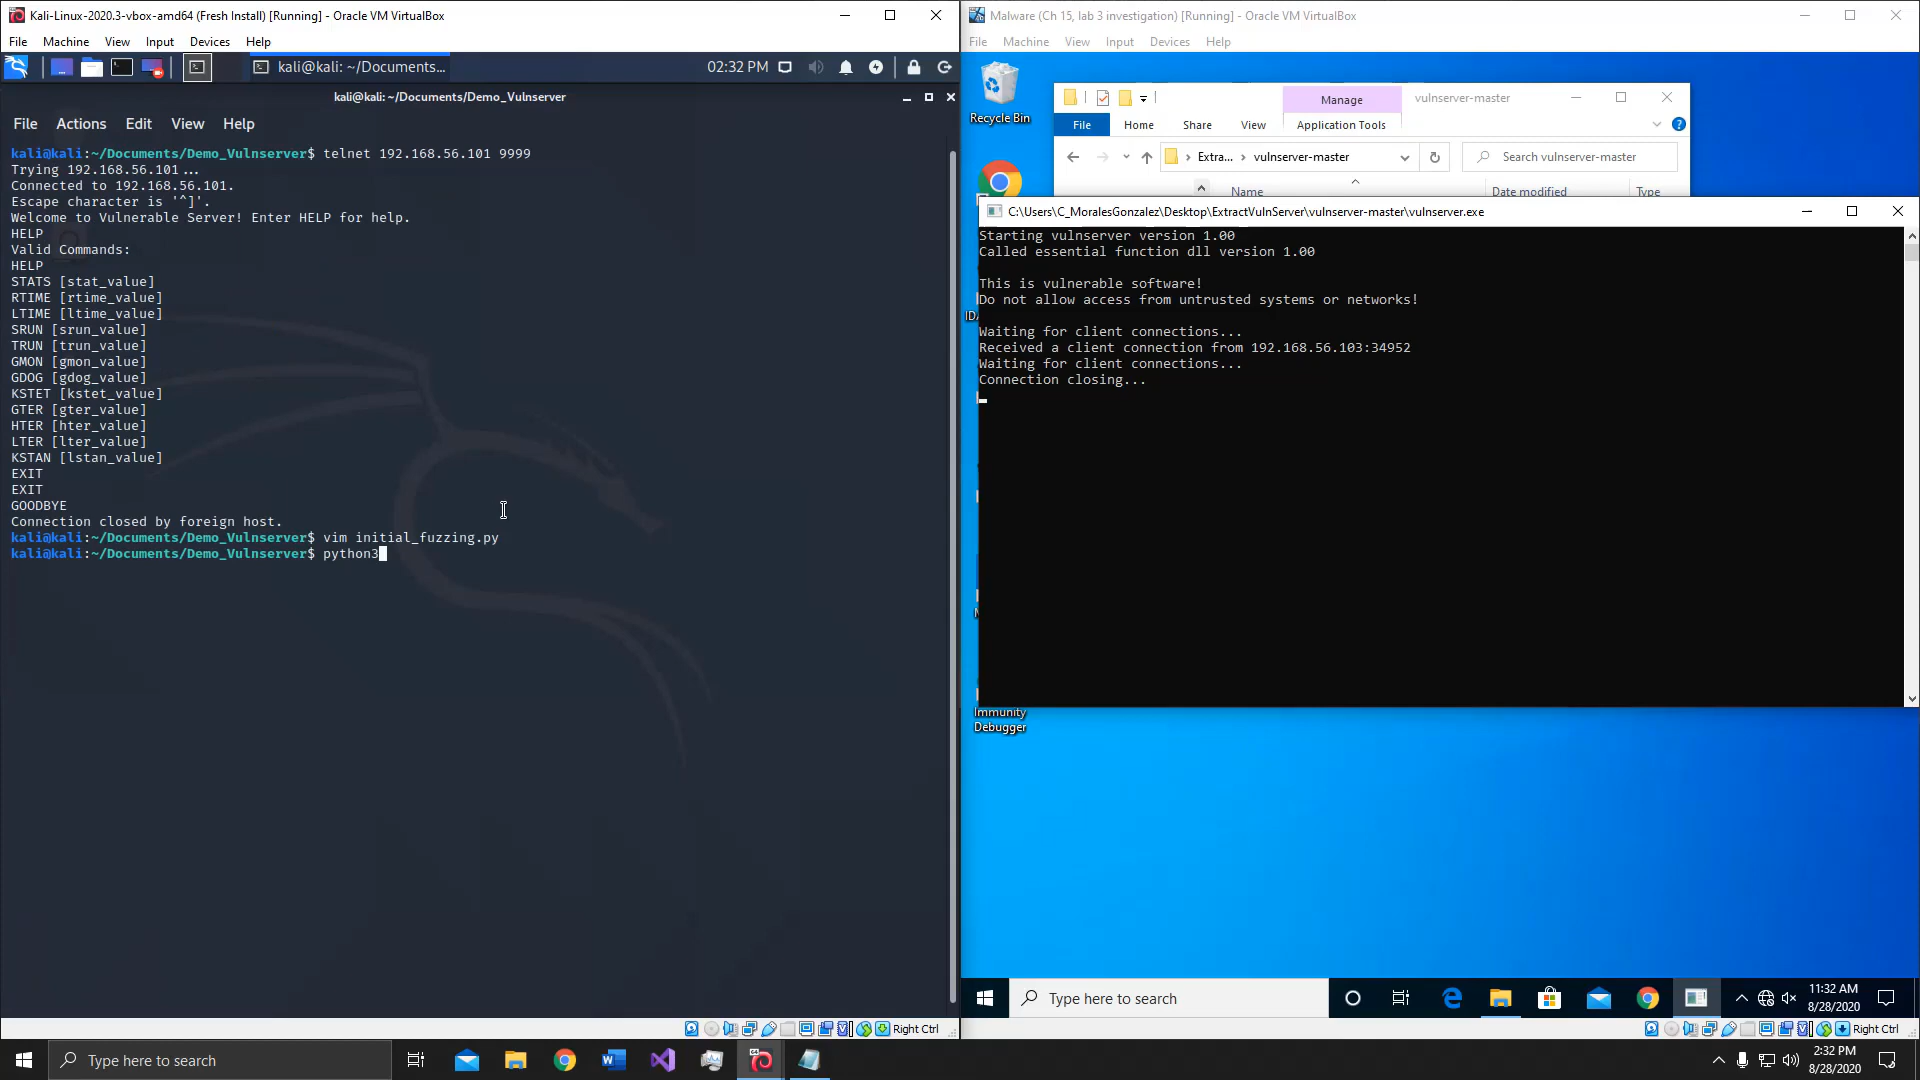 Kali-Linux-2020.3-vbox-amd64 (Fresh Install) [Running] - Oracle VM VirtualBox
File Machine View Input Devices Help
kali@kali: ~/Documents...
02:32 PM
kali@kali: ~/Documents/Demo_Vulnserver
File Actions Edit View Help
kali@kali:~/Documents/Demo_Vulnserver$ telnet 192.168.56.101 9999
Trying 192.168.56.101...
Connected to 192.168.56.101.
Escape character is '^]'.
Welcome to Vulnerable Server! Enter HELP for help.
HELP
Valid Commands:
HELP
STATS [stat_value]
RTIME [rtime_value]
LTIME [ltime_value]
SRUN [srun_value]
TRUN [trun_value]
GMON [gmon_value]
GDOG [gdog_value]
KSTET [kstet_value]
GTER [gter_value]
HTER [hter_value]
LTER [lter_value]
KSTAN [lstan_value]
EXIT
EXIT
GOODBYE
Connection closed by foreign host.
kali@kali:~/Documents/Demo_Vulnserver$ vim initial_fuzzing.py
kali@kali:~/Documents/Demo_Vulnserver$ python3
Right Ctrl
Malware (Ch 15, lab 3 investigation) [Running] - Oracle VM VirtualBox
File Machine View Input Devices Help
Recycle Bin
Manage
vulnserver-master
File Home Share View Application Tools
Extra... vulnserver-master
Search vulnserver-master
Name Date modified Type
C:\Users\C_MoralesGonzalez\Desktop\ExtractVulnServer\vulnserver-master\vulnserver.exe
Starting vulnserver version 1.00
Called essential function dll version 1.00
This is vulnerable software!
Do not allow access from untrusted systems or networks!
Waiting for client connections...
Received a client connection from 192.168.56.103:34952
Waiting for client connections...
Connection closing...
Immunity
Debugger
Type here to search
11:32 AM
8/28/2020
Right Ctrl
Type here to search
2:32 PM
8/28/2020